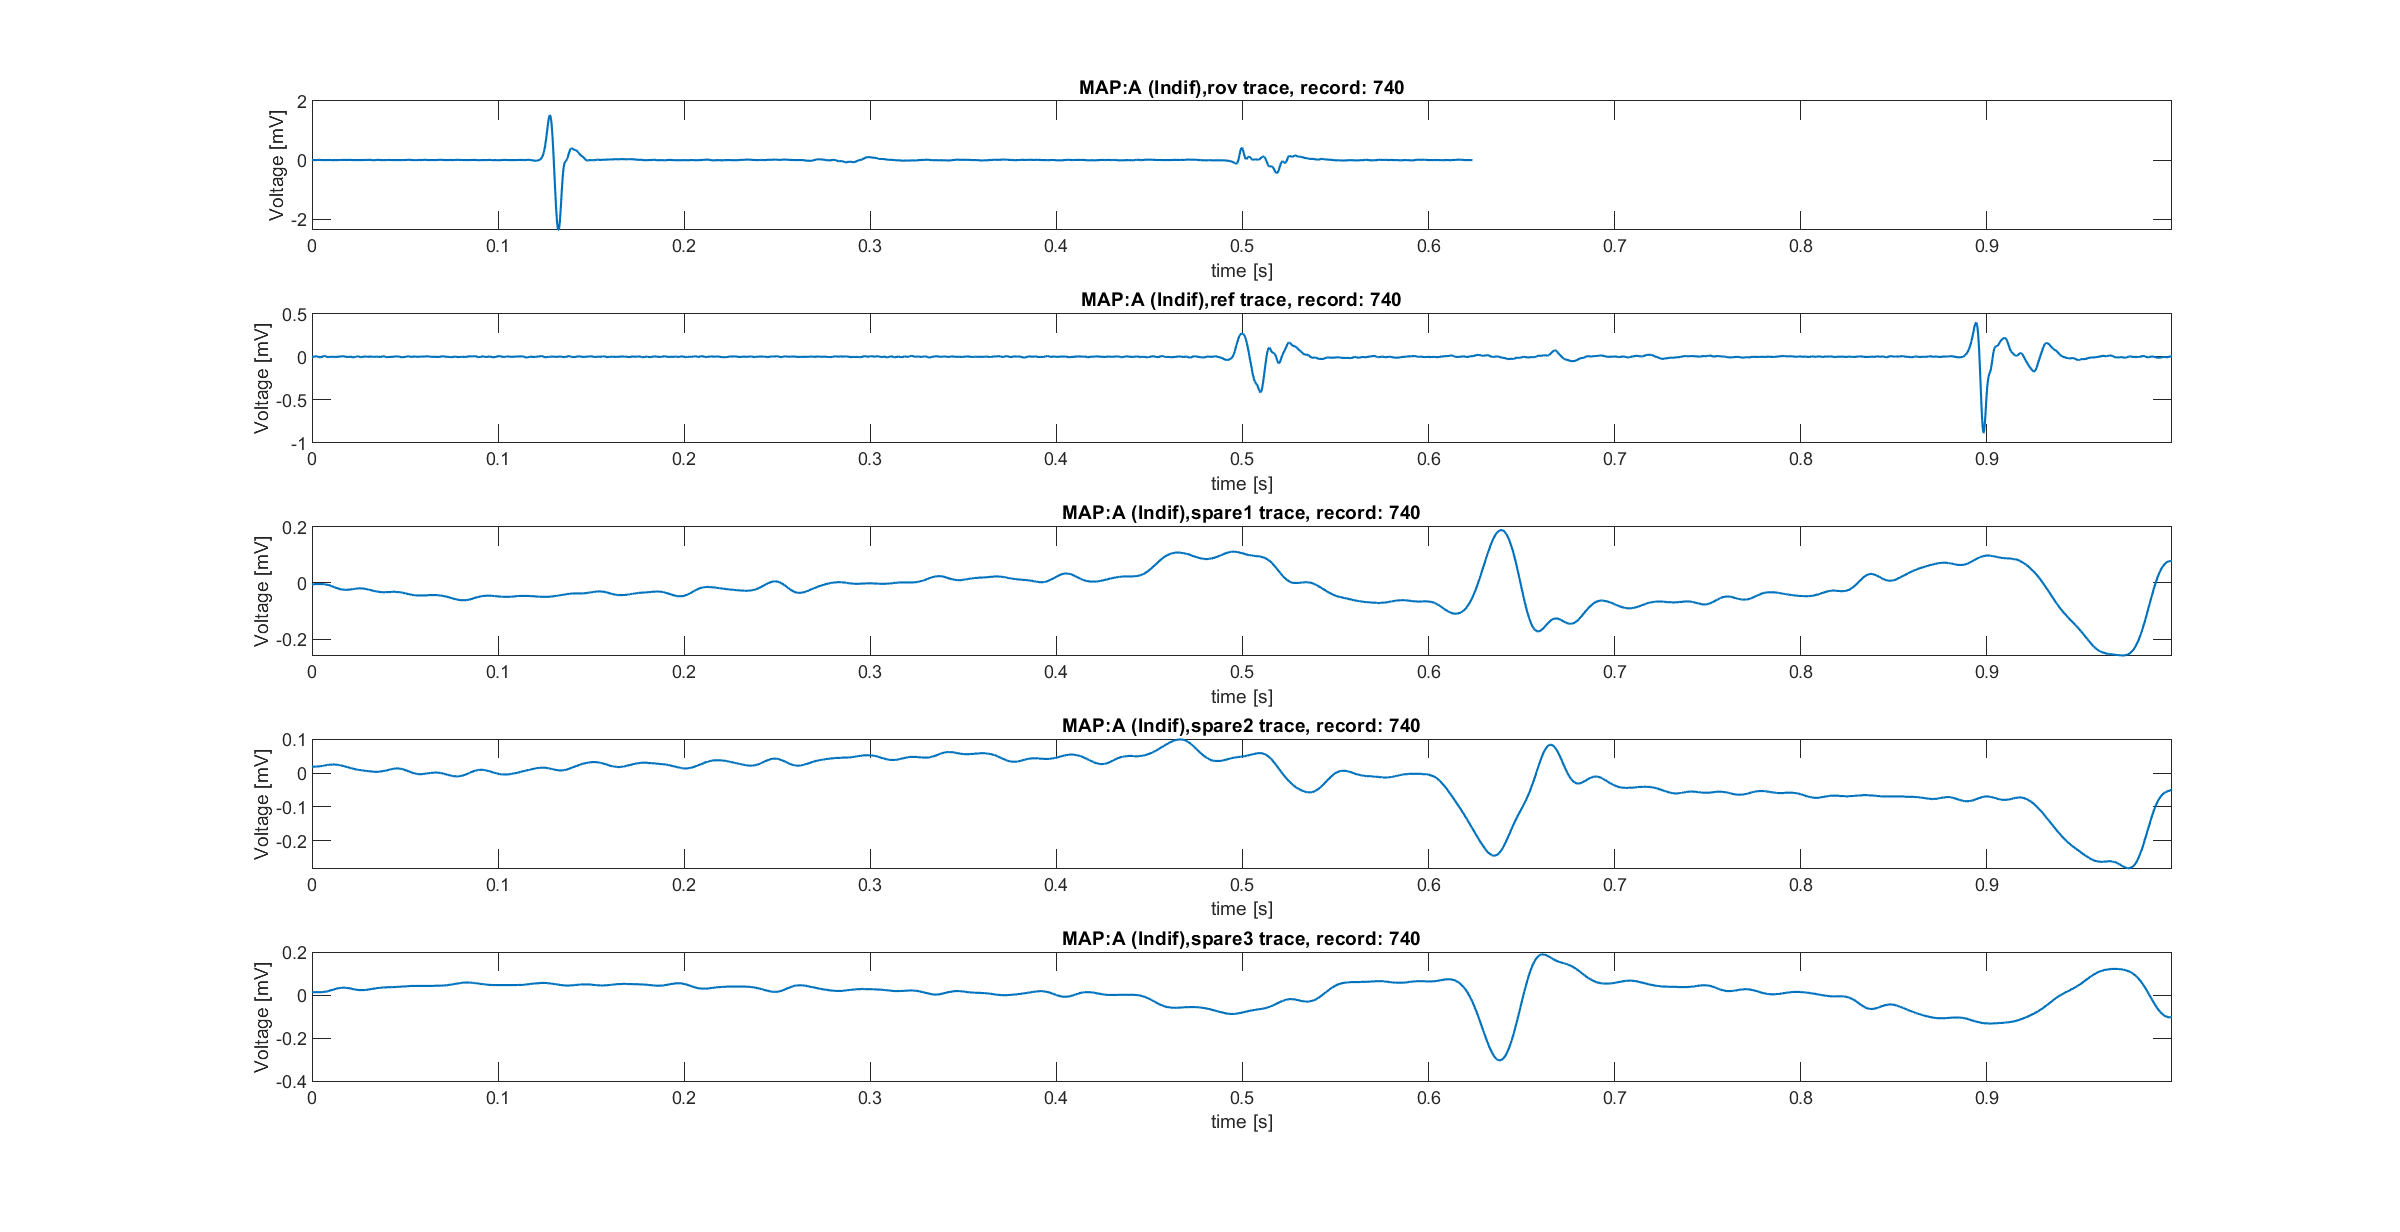 MAP:A (Indif),rov trace, record: 740
Voltage [mV]
2
0
-2
0 0.1 0.2 0.3 0.4 0.5 0.6 0.7 0.8 0.9
time [s]
MAP:A (Indif),ref trace, record: 740
Voltage [mV]
0.5
0
-0.5
-1
0 0.1 0.2 0.3 0.4 0.5 0.6 0.7 0.8 0.9
time [s]
MAP:A (Indif),spare1 trace, record: 740
Voltage [mV]
0.2
0
-0.2
0 0.1 0.2 0.3 0.4 0.5 0.6 0.7 0.8 0.9
time [s]
MAP:A (Indif),spare2 trace, record: 740
Voltage [mV]
0.1
0
-0.1
-0.2
0 0.1 0.2 0.3 0.4 0.5 0.6 0.7 0.8 0.9
time [s]
MAP:A (Indif),spare3 trace, record: 740
Voltage [mV]
0.2
0
-0.2
-0.4
0 0.1 0.2 0.3 0.4 0.5 0.6 0.7 0.8 0.9
time [s]